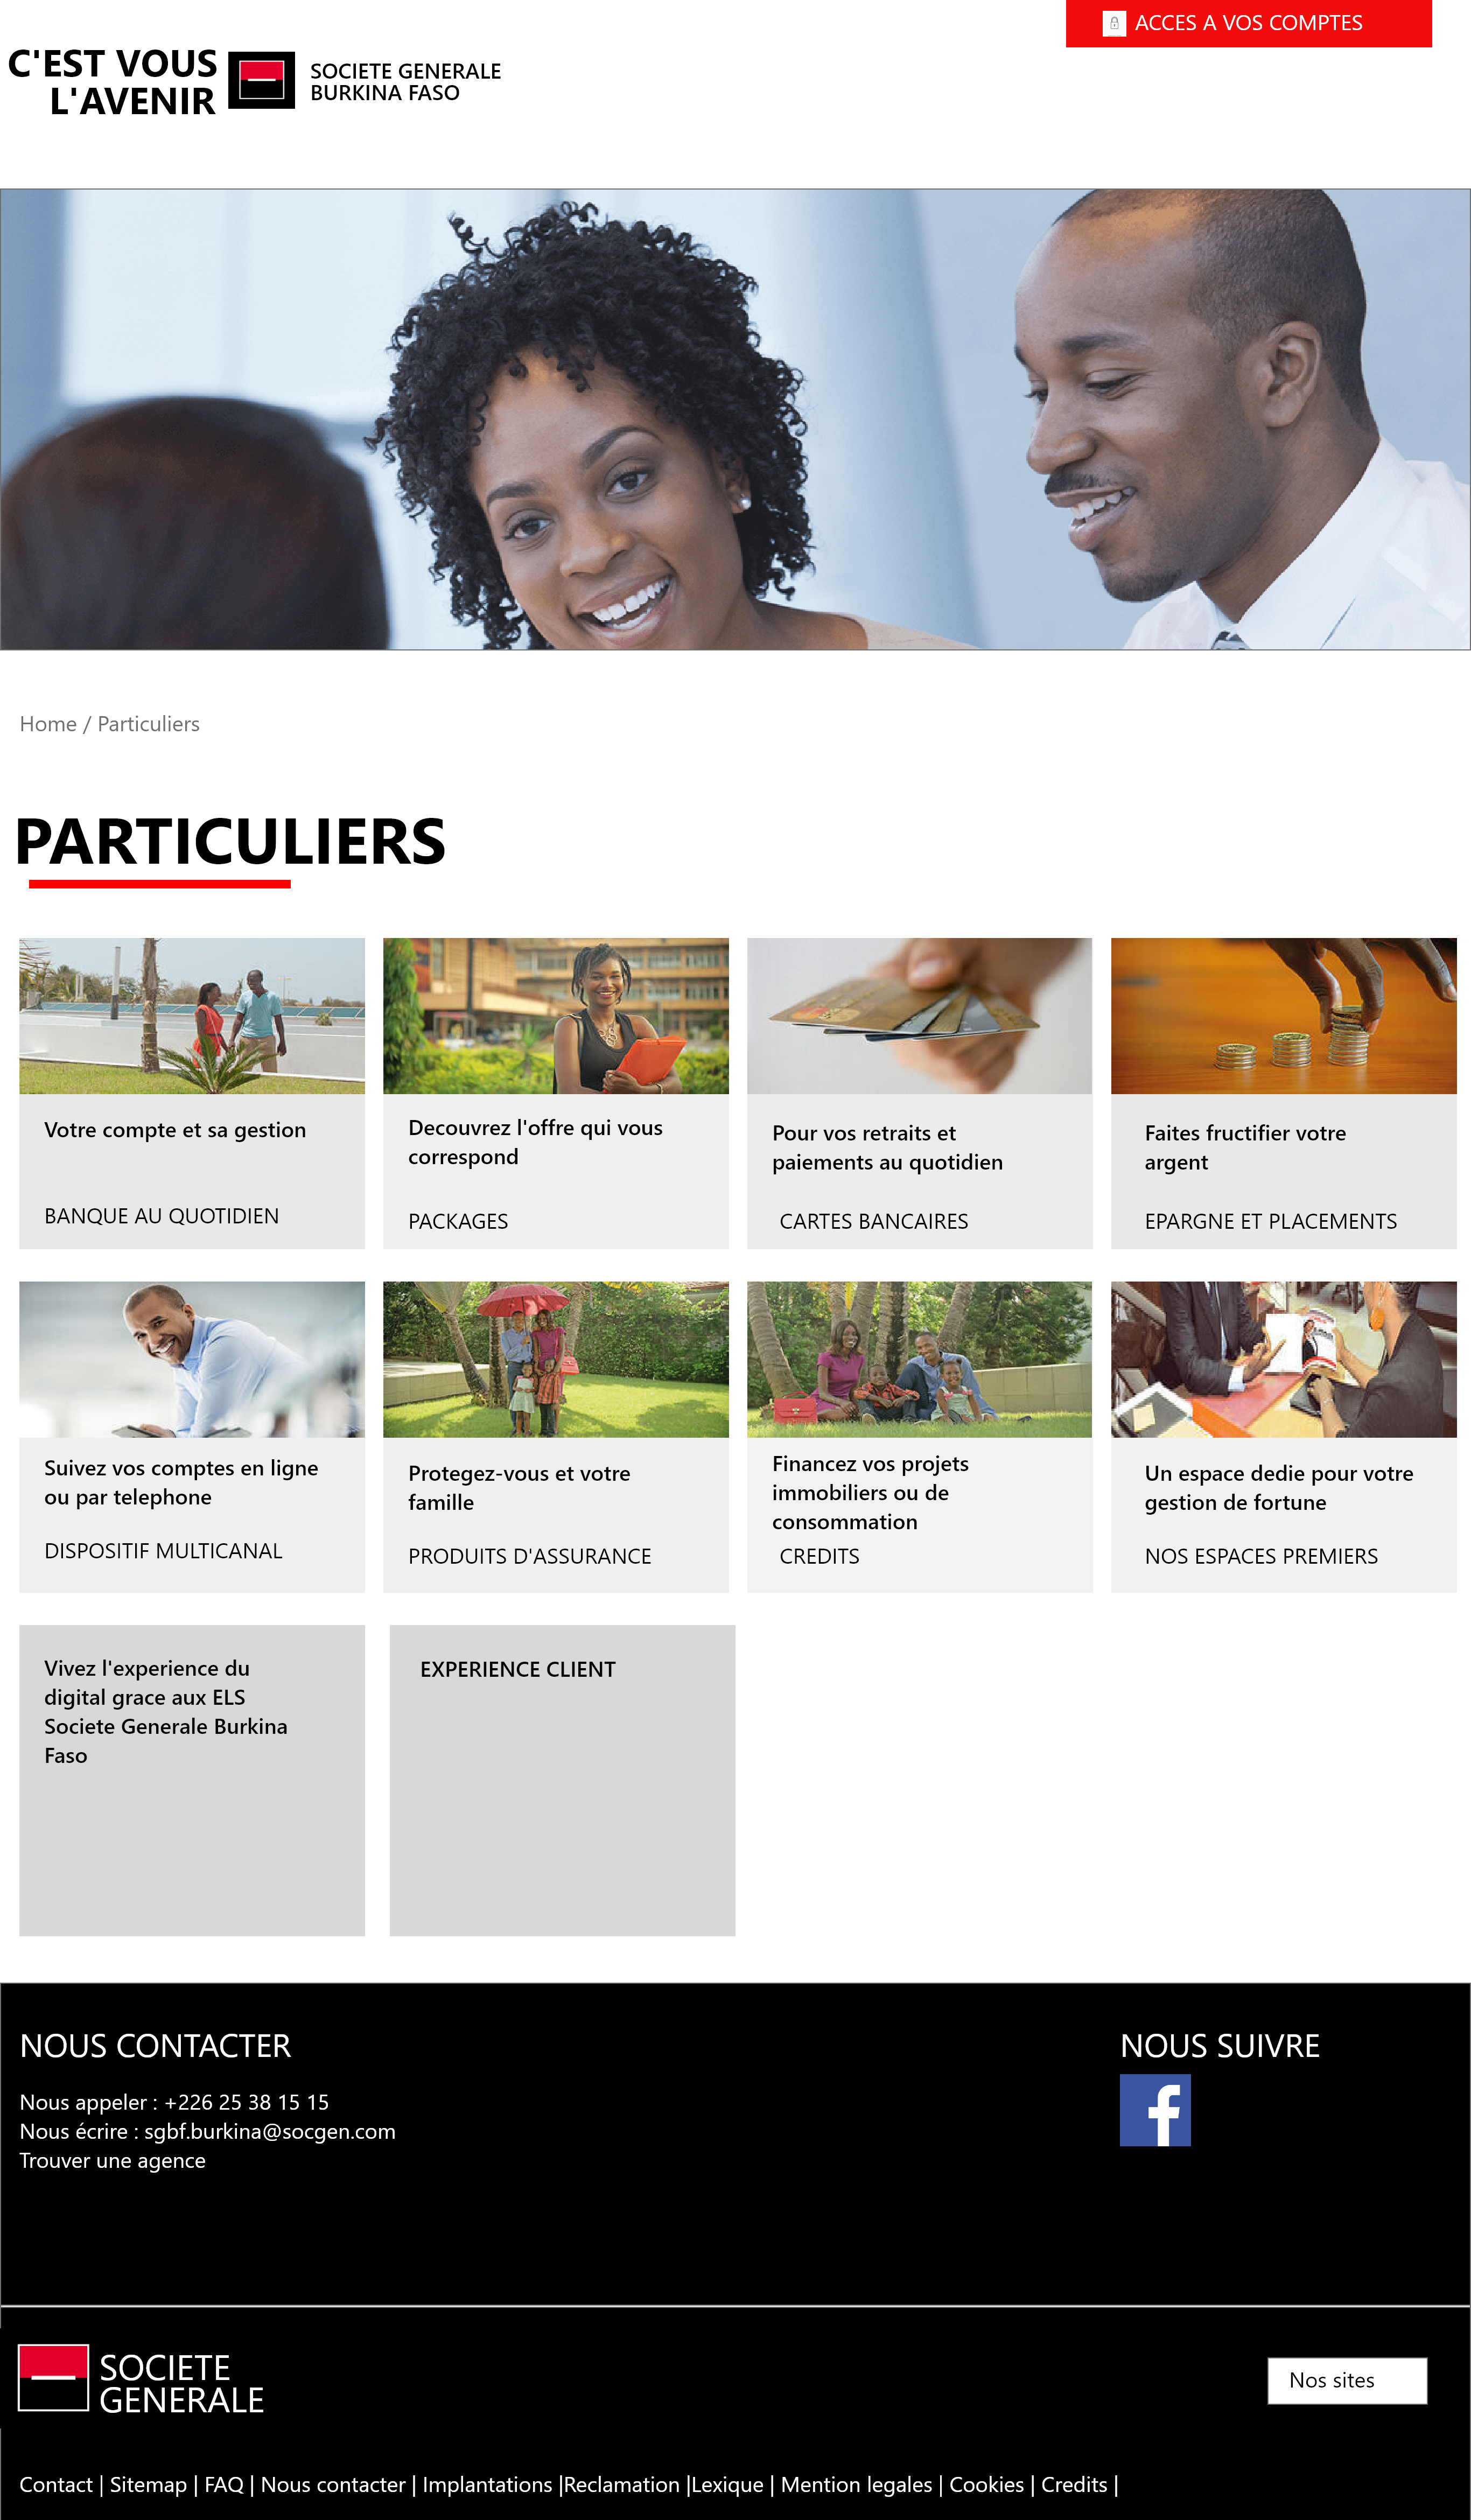 ACCES A VOS COMPTES
C'EST VOUS
L'AVENIR
SOCIETE GENERALE
BURKINA FASO
Home / Particuliers
PARTICULIERS
Votre compte et sa gestion
BANQUE AU QUOTIDIEN
Decouvrez l'offre qui vous
correspond
PACKAGES
Pour vos retraits et
paiements au quotidien
CARTES BANCAIRES
Faites fructifier votre
argent
EPARGNE ET PLACEMENTS
Suivez vos comptes en ligne
ou par telephone
DISPOSITIF MULTICANAL
Protegez-vous et votre
famille
PRODUITS D'ASSURANCE
Financez vos projets
immobiliers ou de
consommation
CREDITS
Un espace dedie pour votre
gestion de fortune
NOS ESPACES PREMIERS
Vivez l'experience du
digital grace aux ELS
Societe Generale Burkina
Faso
EXPERIENCE CLIENT
NOUS CONTACTER
Nous appeler : +226 25 38 15 15
Nous écrire : sgbf.burkina@socgen.com
Trouver une agence
NOUS SUIVRE
f
SOCIETE
GENERALE
Nos sites
Contact | Sitemap | FAQ | Nous contacter | Implantations |Reclamation |Lexique | Mention legales | Cookies | Credits |